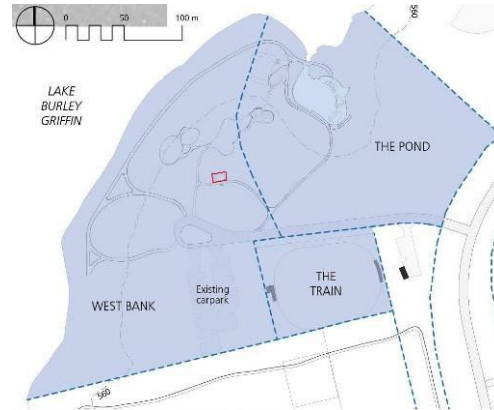 0 50 100 m
560
LAKE
BURLEY
GRIFFIN
THE POND
THE
TRAIN
Existing
carpark
WEST BANK
560